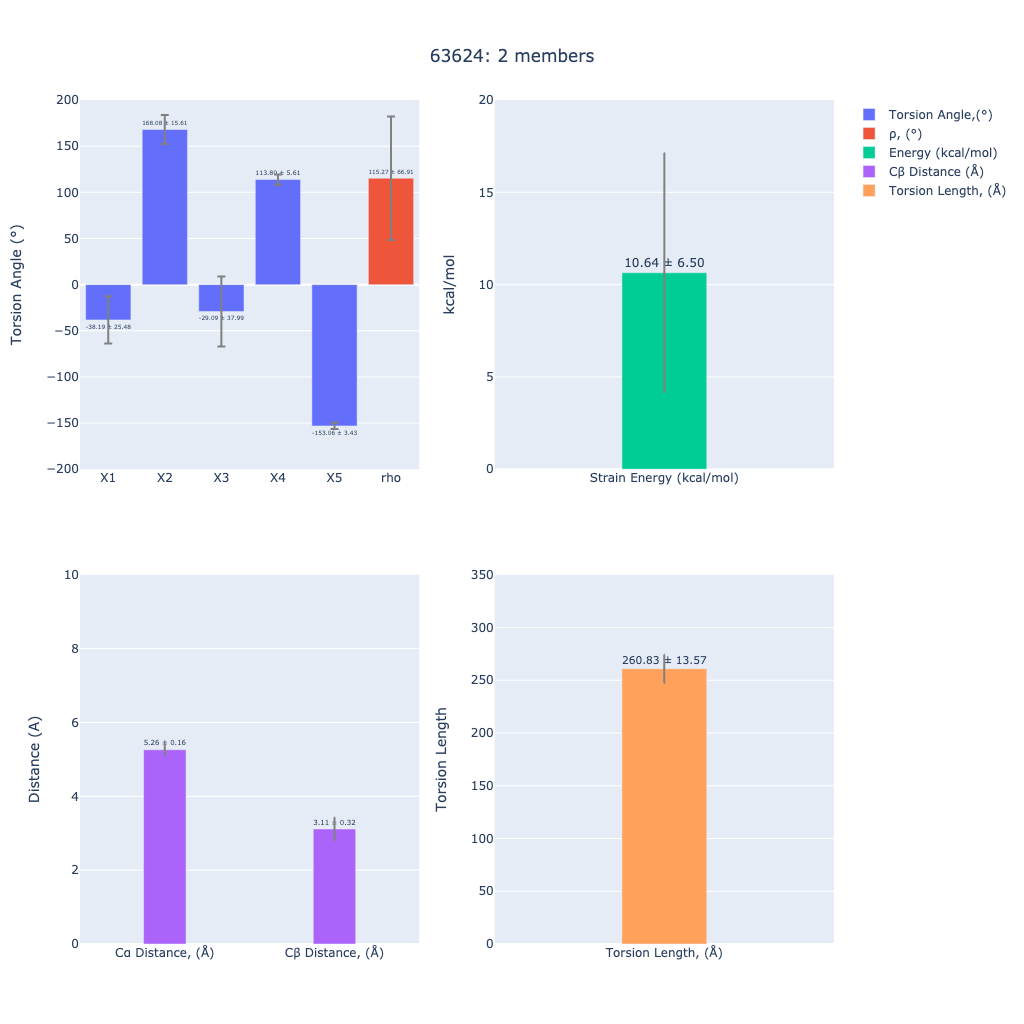 63624: 2 members
200
150
100
50
0
−50
−100
−150
−200
Torsion Angle (°)
168.08 ± 15.61
113.80 ± 5.61
115.27 ± 66.91
-38.19 ± 25.48
-29.09 ± 37.99
-153.06 ± 3.43
X1 X2 X3 X4 X5 rho
20
15
10
5
0
kcal/mol
10.64 ± 6.50
Strain Energy (kcal/mol)
Torsion Angle,(°)
ρ, (°)
Energy (kcal/mol)
Cβ Distance (Å)
Torsion Length, (Å)
10
8
6
4
2
0
Distance (A)
5.26 ± 0.16
3.11 ± 0.32
Cα Distance, (Å) Cβ Distance, (Å)
350
300
250
200
150
100
50
0
Torsion Length
260.83 ± 13.57
Torsion Length, (Å)